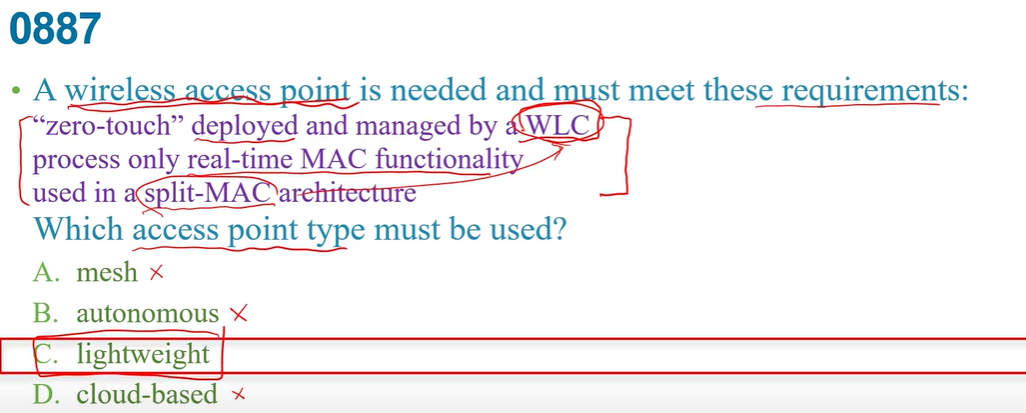 0887
• A wireless access point is needed and must meet these requirements:
“zero-touch” deployed and managed by a WLC
process only real-time MAC functionality
used in a split-MAC architecture
Which access point type must be used?
A. mesh
B. autonomous
C. lightweight
D. cloud-based